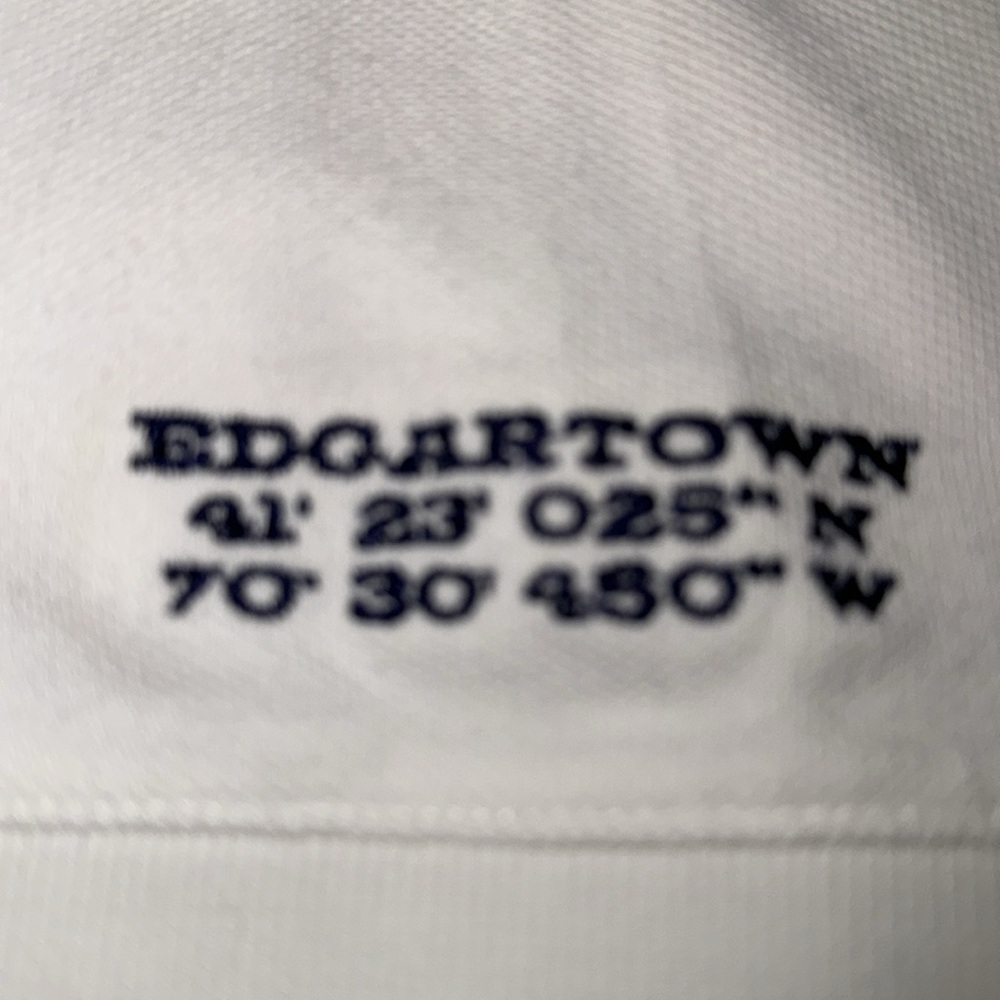 EDGARTOWN
41' 23' 025" N
70' 30' 450" W